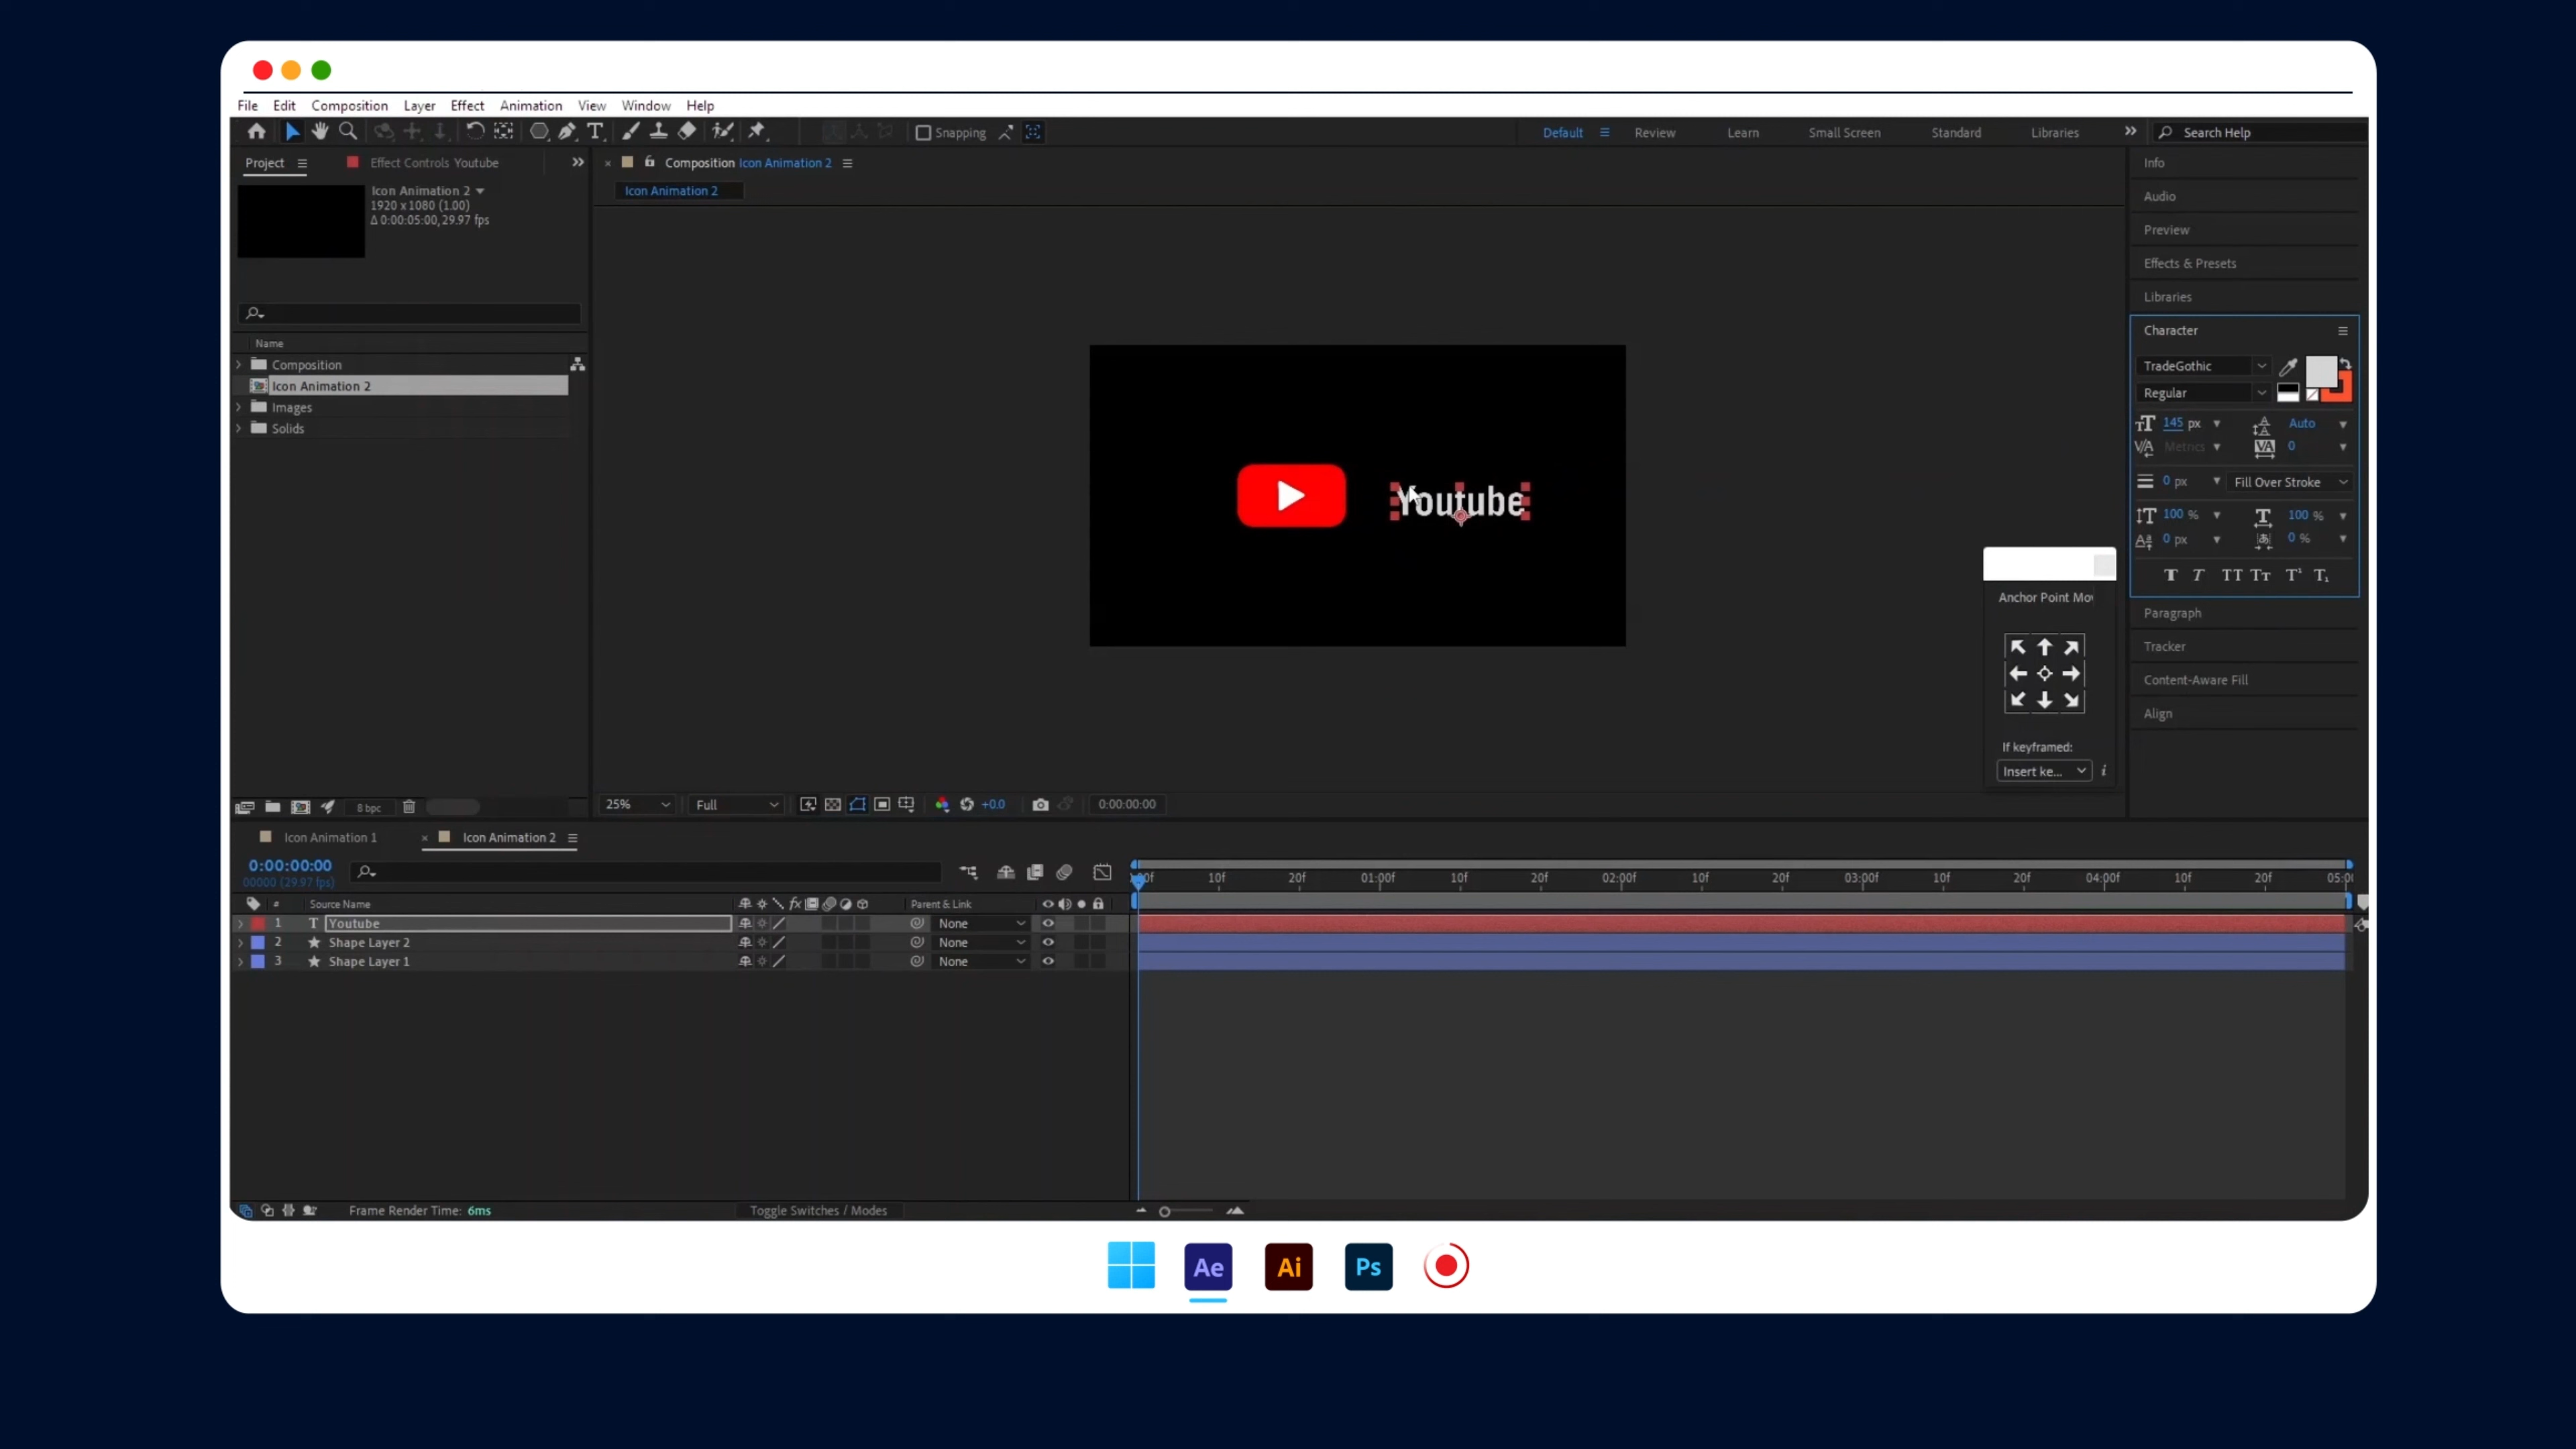 File Edit Composition Layer Effect Animation View Window Help
Snapping
Default Review Learn Small Screen Standard Libraries
Search Help
Project
Effect Controls Youtube
Composition Icon Animation 2
Icon Animation 2
Icon Animation 2
1920 x 1080 (1.00)
Δ 0:00:05:00, 29.97 fps
Name
Composition
Icon Animation 2
Images
Solids
8 bpc
Youtube
25% Full +0.0 0:00:00:00
Anchor Point Mov
If keyframed:
Insert ke...
Info
Audio
Preview
Effects & Presets
Libraries
Character
TradeGothic
Regular
145 px Auto
Metrics 0
0 px Fill Over Stroke
100 % 100 %
0 px 0 %
Paragraph
Tracker
Content-Aware Fill
Align
Icon Animation 1 Icon Animation 2
0:00:00:00
00000 (29.97 fps)
# Source Name Parent & Link
1 Youtube None
2 Shape Layer 2 None
3 Shape Layer 1 None
10f 20f 01:00f 10f 20f 02:00f 10f 20f 03:00f 10f 20f 04:00f 10f 20f
Frame Render Time: 6ms
Toggle Switches / Modes
Ae Ai Ps